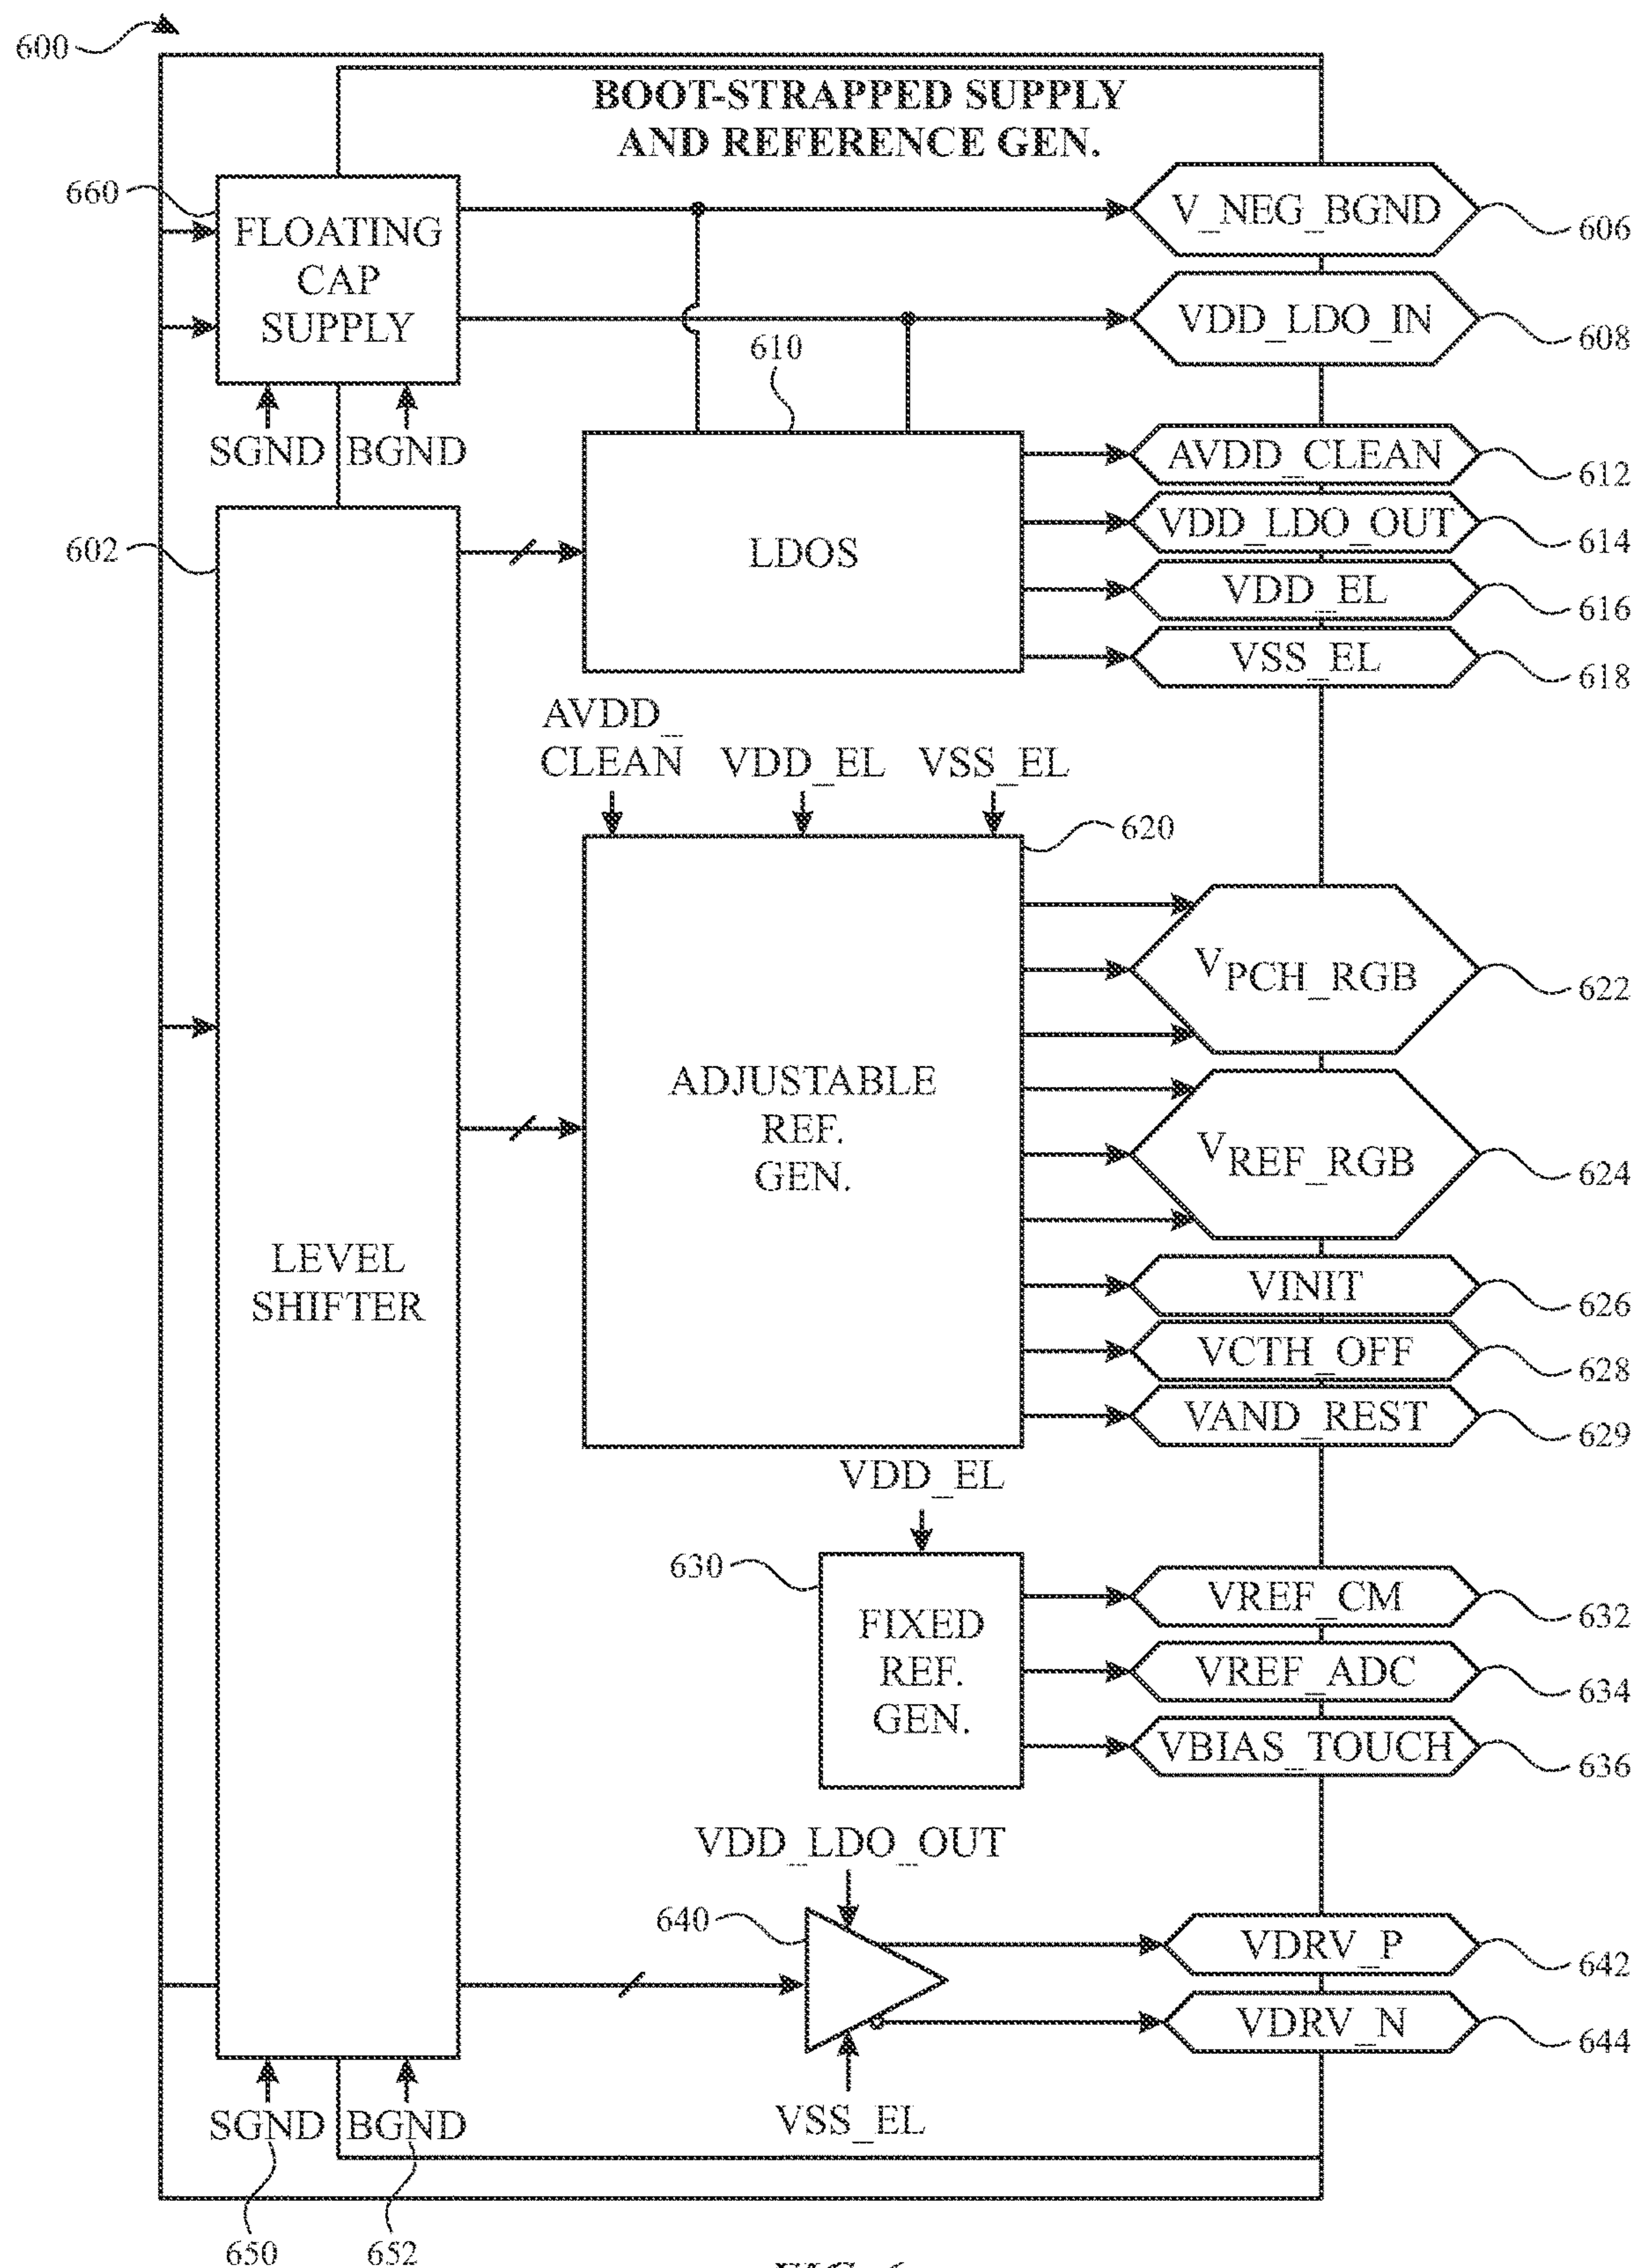 600
BOOT-STRAPPED SUPPLY
AND REFERENCE GEN.
660
FLOATING
CAP
SUPPLY
V_NEG_BGND
606
VDD_LDO_IN
608
SGND
BGND
610
LDOS
AVDD_CLEAN
612
VDD_LDO_OUT
614
VDD_EL
616
VSS_EL
618
602
LEVEL
SHIFTER
AVDD_
CLEAN
VDD_EL
VSS_EL
620
ADJUSTABLE
REF.
GEN.
VPCH_RGB
622
VREF_RGB
624
VINIT
626
VCTH_OFF
628
VAND_REST
629
VDD_EL
630
FIXED
REF.
GEN.
VREF_CM
632
VREF_ADC
634
VBIAS_TOUCH
636
VDD_LDO_OUT
640
VDRV_P
642
VDRV_N
644
VSS_EL
SGND
BGND
650
652